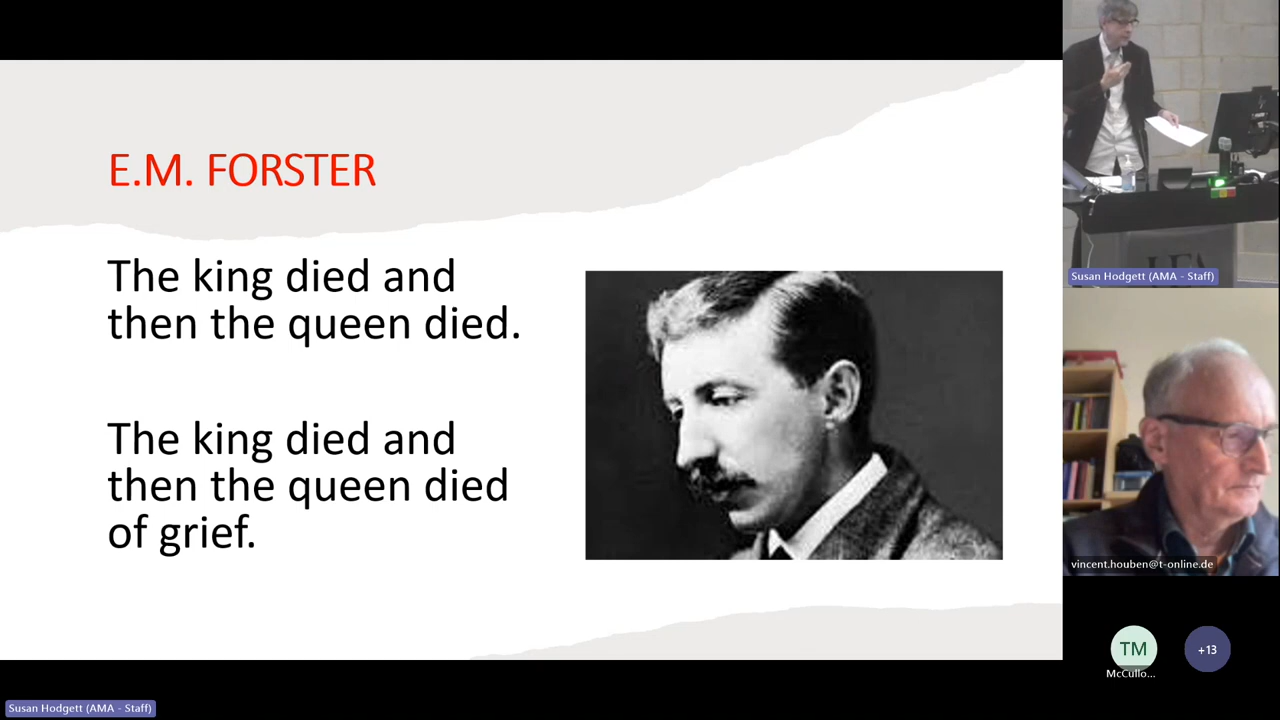 E.M. FORSTER
The king died and
then the queen died.
The king died and
then the queen died
of grief.
Susan Hodgett (AMA - Staff)
vincent.houben@t-online.de
TM
McCullo...
+13
Susan Hodgett (AMA - Staff)